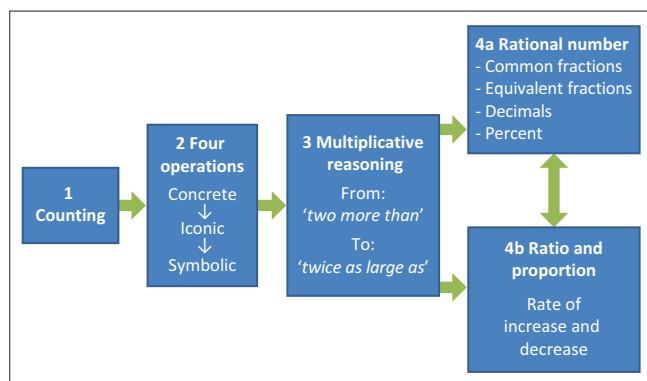 1
Counting
2 Four
operations
Concrete
↓
Iconic
↓
Symbolic
3 Multiplicative
reasoning
From:
‘two more than’
To:
‘twice as large as’
4a Rational number
- Common fractions
- Equivalent fractions
- Decimals
- Percent
4b Ratio and
proportion
Rate of
increase and
decrease